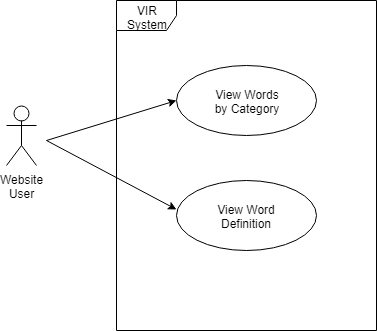 VIR
System
View Words
by Category
Website
User
View Word
Definition